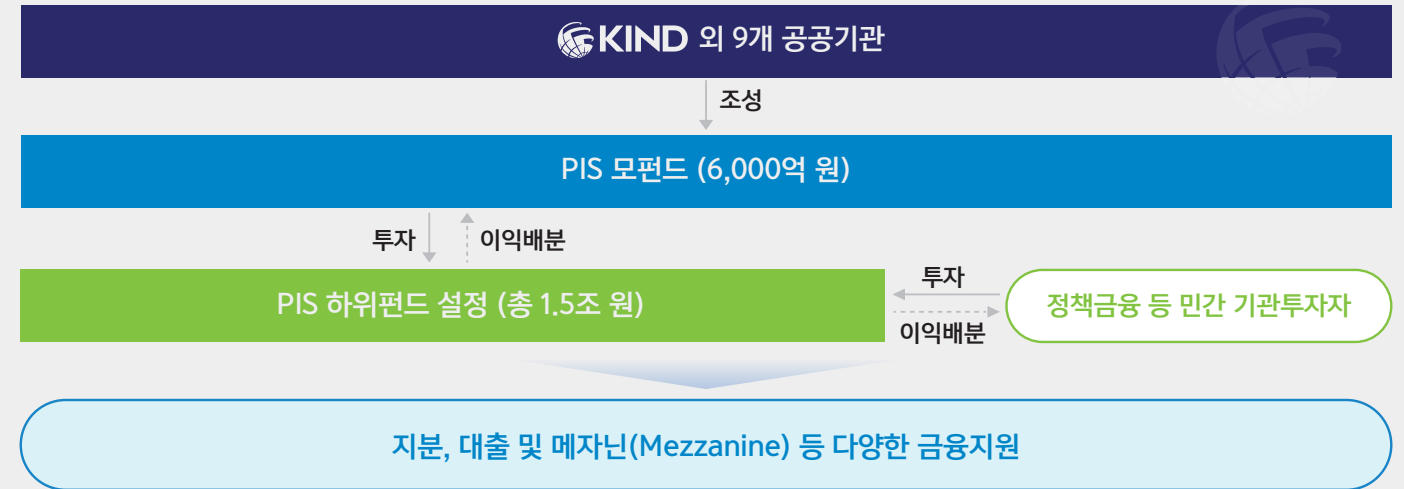 KIND 외 9개 공공기관
조성
PIS 모펀드 (6,000억 원)
투자
이익배분
PIS 하위펀드 설정 (총 1.5조 원)
투자
이익배분
정책금융 등 민간 기관투자자
지분, 대출 및 메자닌(Mezzanine) 등 다양한 금융지원